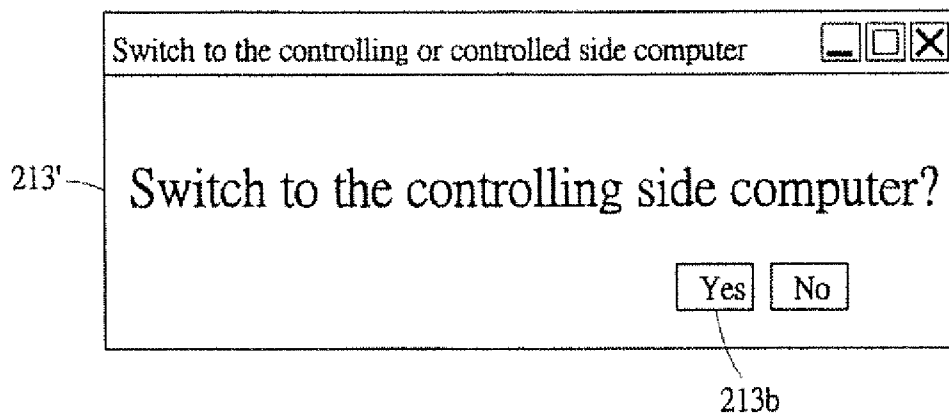 Switch to the controlling or controlled side computer
213'
Switch to the controlling side computer?
Yes No
213b